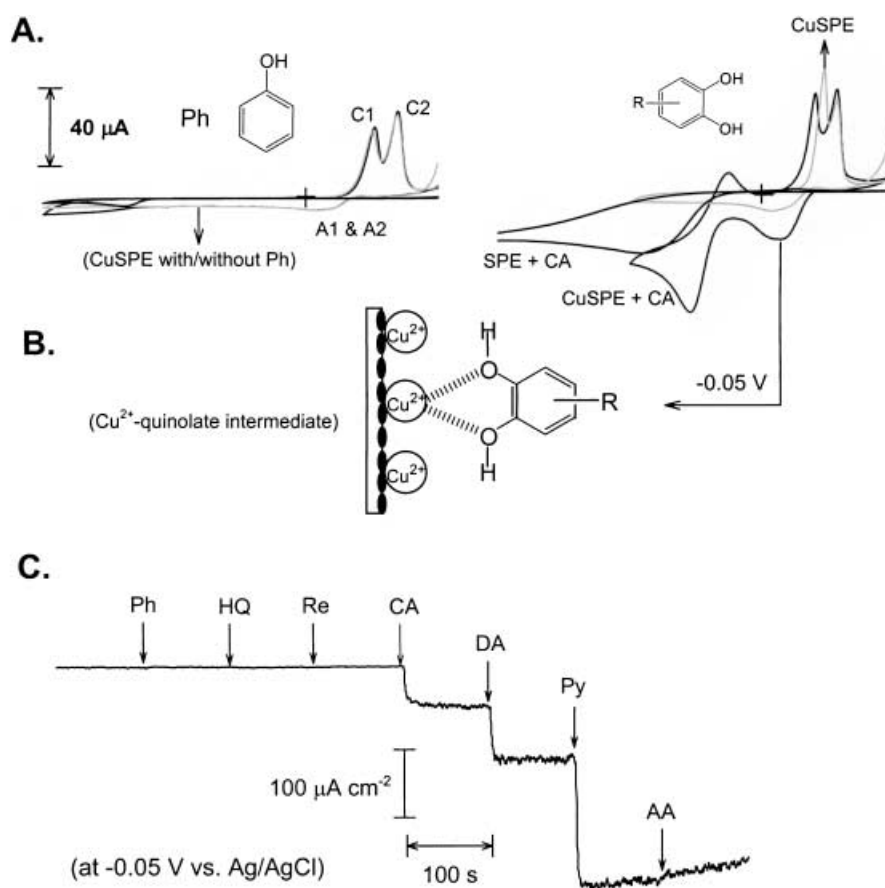 A.
CuSPE
OH
40 µA
Ph
C1
C2
R
OH
OH
A1 & A2
(CuSPE with/without Ph)
SPE + CA
CuSPE + CA
B.
Cu²⁺
H
O
-0.05 V
(Cu²⁺-quinolate intermediate)
Cu²⁺
R
O
H
Cu²⁺
C.
Ph
HQ
Re
CA
DA
Py
100 µA cm⁻²
AA
(at -0.05 V vs. Ag/AgCl)
100 s